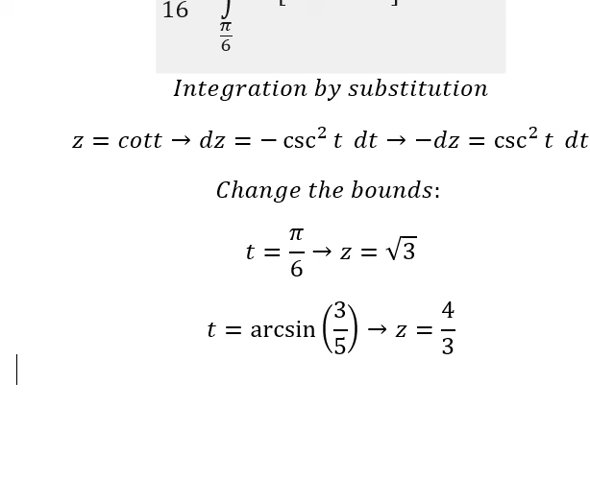 16 ∫
π/6
Integration by substitution
z = cott → dz = − csc² t dt → −dz = csc² t dt
Change the bounds:
t = π/6 → z = √3
t = arcsin (3/5) → z = 4/3